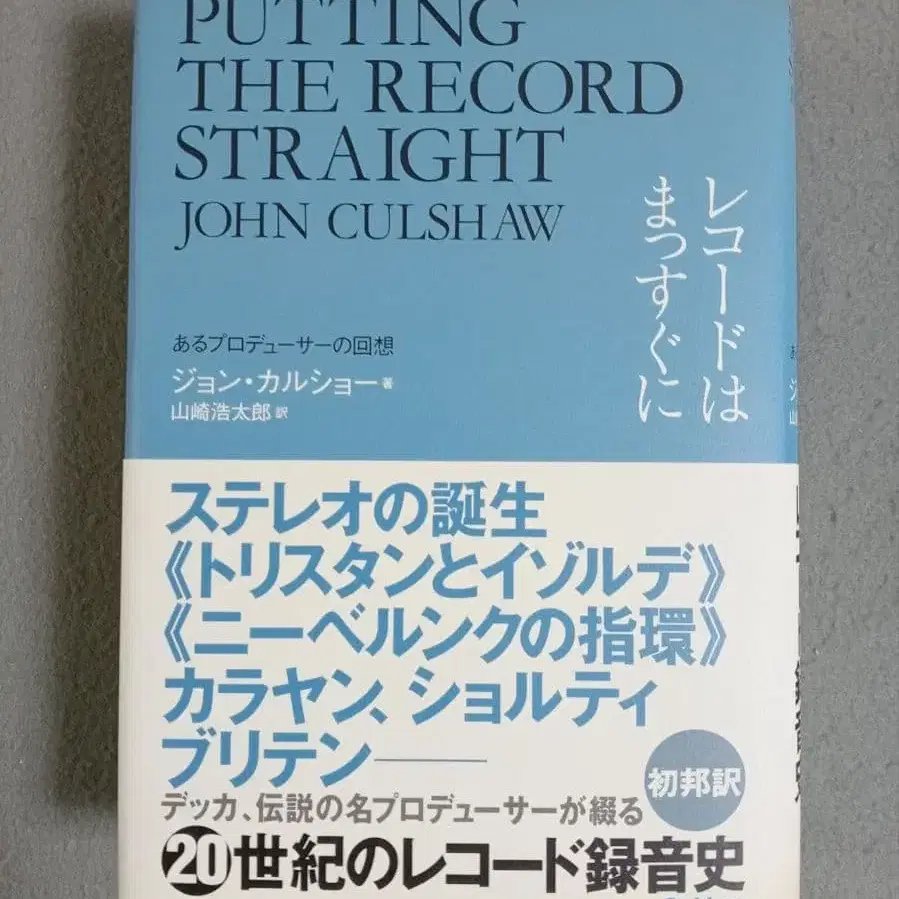 PUTTING
THE RECORD
STRAIGHT
JOHN CULSHAW
レコードは
まっすぐに
あるプロデューサーの回想
ジョン・カルショー 著
山崎浩太郎 訳
ステレオの誕生
《トリスタンとイゾルデ》
《ニーベルンクの指環》
カラヤン、ショルティ
ブリテン――
初邦訳
デッカ、伝説の名プロデューサーが綴る
20世紀のレコード録音史